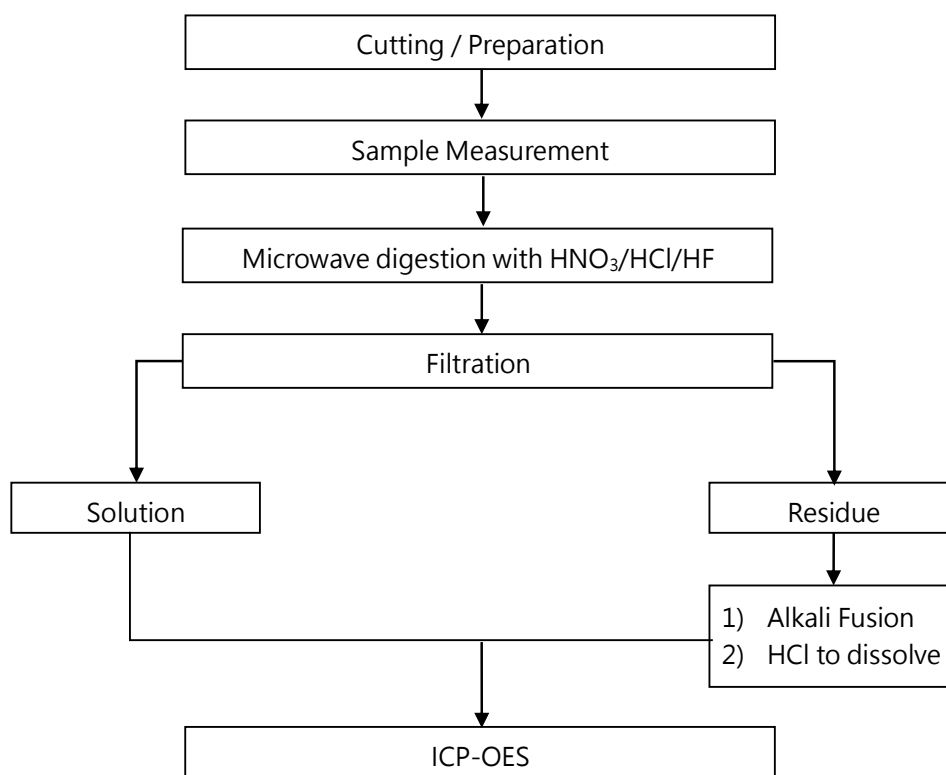 Cutting / Preparation
Sample Measurement
Microwave digestion with HNO₃/HCl/HF
Filtration
Solution
Residue
1) Alkali Fusion
2) HCl to dissolve
ICP-OES